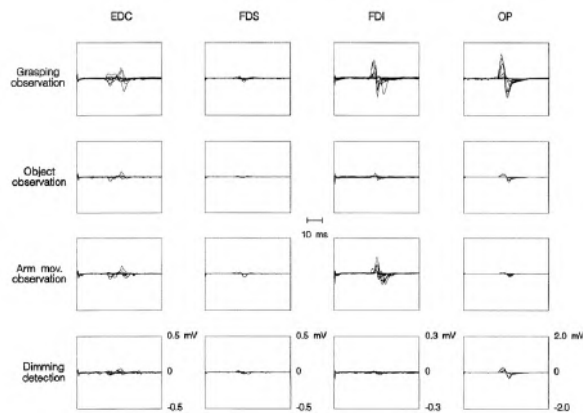 EDC FDS FDI OP
Grasping
observation
Object
observation
10 ms
Arm mov.
observation
0.5 mV 0.5 mV 0.3 mV 2.0 mV
Dimming
detection
0 0 0 0
-0.5 -0.5 -0.3 -2.0